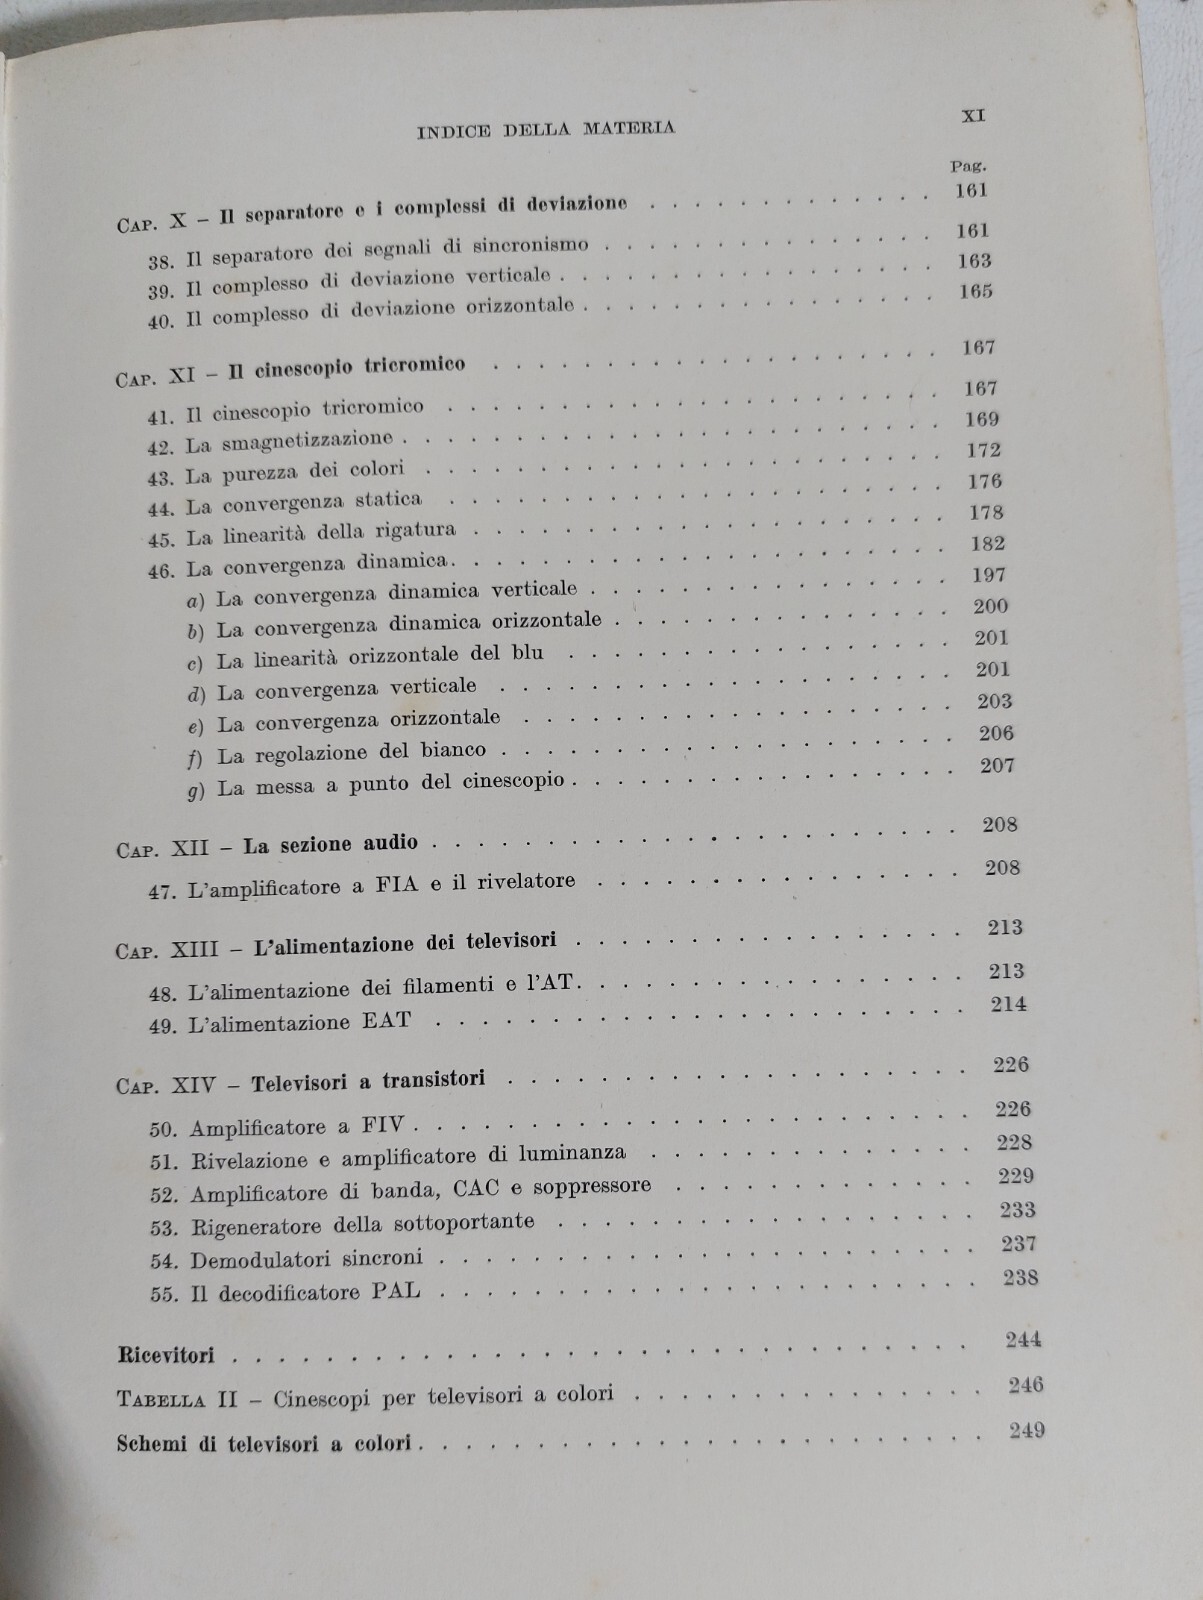 INDICE DELLA MATERIA XI
Pag.
CAP. X – Il separatore e i complessi di deviazione . . . . . . . . . . . . . 161
38. Il separatore dei segnali di sincronismo . . . . . . . . . . . . . . . 161
39. Il complesso di deviazione verticale . . . . . . . . . . . . . . . . . 163
40. Il complesso di deviazione orizzontale . . . . . . . . . . . . . . . . 165
CAP. XI – Il cinescopio tricromico . . . . . . . . . . . . . . . . . . . . 167
41. Il cinescopio tricromico . . . . . . . . . . . . . . . . . . . . . . 167
42. La smagnetizzazione . . . . . . . . . . . . . . . . . . . . . . . . 169
43. La purezza dei colori . . . . . . . . . . . . . . . . . . . . . . . 172
44. La convergenza statica . . . . . . . . . . . . . . . . . . . . . . 176
45. La linearità della rigatura . . . . . . . . . . . . . . . . . . . . . 178
46. La convergenza dinamica . . . . . . . . . . . . . . . . . . . . . . 182
a) La convergenza dinamica verticale . . . . . . . . . . . . . . . . 197
b) La convergenza dinamica orizzontale . . . . . . . . . . . . . . . 200
c) La linearità orizzontale del blu . . . . . . . . . . . . . . . . . 201
d) La convergenza verticale . . . . . . . . . . . . . . . . . . . . 201
e) La convergenza orizzontale . . . . . . . . . . . . . . . . . . . 203
f) La regolazione del bianco . . . . . . . . . . . . . . . . . . . . 206
g) La messa a punto del cinescopio . . . . . . . . . . . . . . . . . 207
CAP. XII – La sezione audio . . . . . . . . . . . . . . . . . . . . . . . 208
47. L'amplificatore a FIA e il rivelatore . . . . . . . . . . . . . . . . 208
CAP. XIII – L'alimentazione dei televisori . . . . . . . . . . . . . . . . . 213
48. L'alimentazione dei filamenti e l'AT . . . . . . . . . . . . . . . . . 213
49. L'alimentazione EAT . . . . . . . . . . . . . . . . . . . . . . . 214
CAP. XIV – Televisori a transistori . . . . . . . . . . . . . . . . . . . . 226
50. Amplificatore a FIV . . . . . . . . . . . . . . . . . . . . . . . . 226
51. Rivelazione e amplificatore di luminanza . . . . . . . . . . . . . . 228
52. Amplificatore di banda, CAC e soppressore . . . . . . . . . . . . . 229
53. Rigeneratore della sottoportante . . . . . . . . . . . . . . . . . . 233
54. Demodulatori sincroni . . . . . . . . . . . . . . . . . . . . . . . 237
55. Il decodificatore PAL . . . . . . . . . . . . . . . . . . . . . . . 238
Ricevitori . . . . . . . . . . . . . . . . . . . . . . . . . . . . . . . . 244
TABELLA II – Cinescopi per televisori a colori . . . . . . . . . . . . . . . 246
Schemi di televisori a colori . . . . . . . . . . . . . . . . . . . . . . . . 249